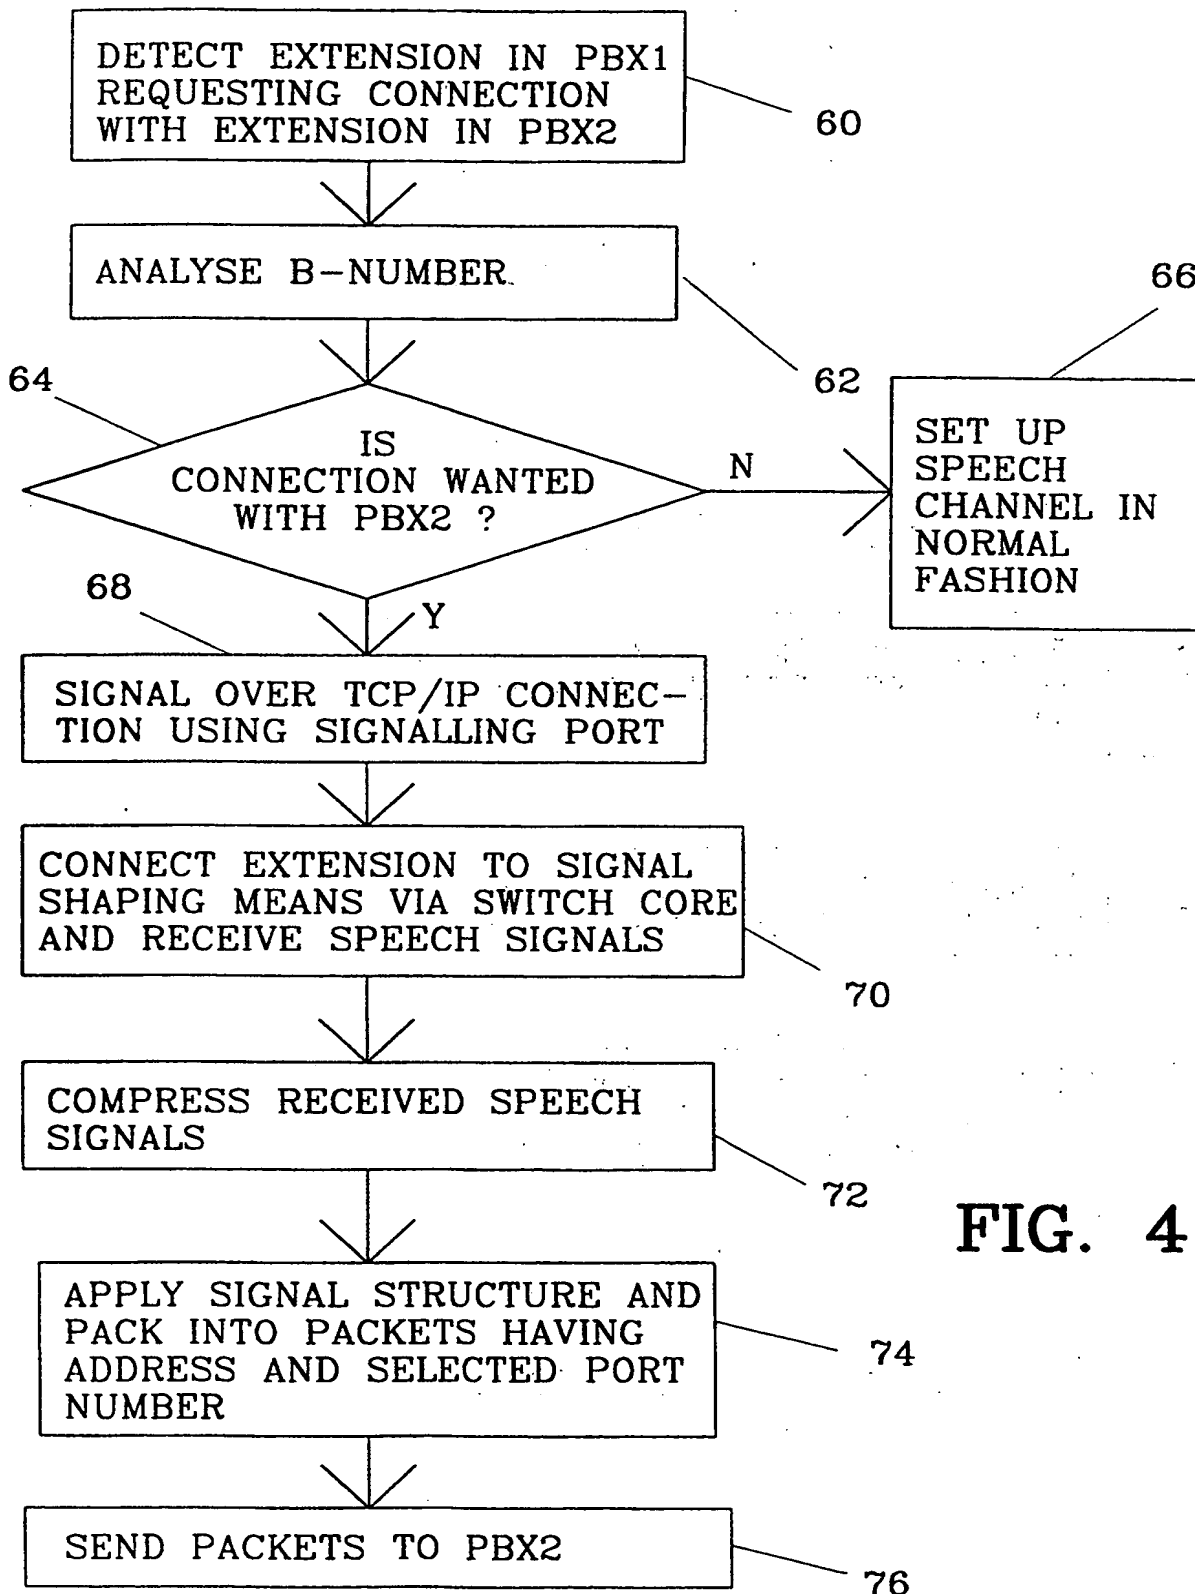 DETECT EXTENSION IN PBX1
REQUESTING CONNECTION
WITH EXTENSION IN PBX2
60
ANALYSE B-NUMBER
62
66
64
IS
CONNECTION WANTED
WITH PBX2 ?
N
SET UP
SPEECH
CHANNEL IN
NORMAL
FASHION
68
Y
SIGNAL OVER TCP/IP CONNEC-
TION USING SIGNALLING PORT
CONNECT EXTENSION TO SIGNAL
SHAPING MEANS VIA SWITCH CORE
AND RECEIVE SPEECH SIGNALS
70
COMPRESS RECEIVED SPEECH
SIGNALS
72
FIG. 4
APPLY SIGNAL STRUCTURE AND
PACK INTO PACKETS HAVING
ADDRESS AND SELECTED PORT
NUMBER
74
SEND PACKETS TO PBX2
76